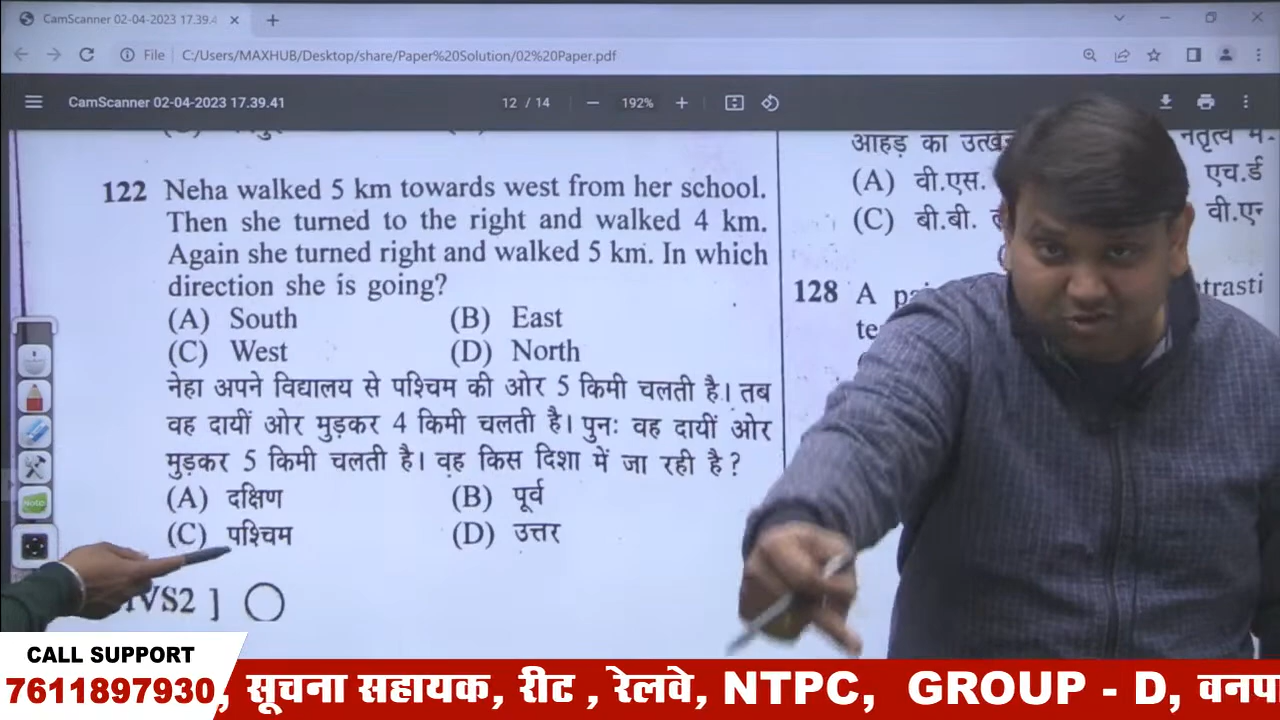 CamScanner 02-04-2023 17.39.4
File C:/Users/MAXHUB/Desktop/share/Paper%20Solution/02%20Paper.pdf
CamScanner 02-04-2023 17.39.41
12 / 14
192%
122 Neha walked 5 km towards west from her school.
Then she turned to the right and walked 4 km.
Again she turned right and walked 5 km. In which
direction she is going?
(A) South (B) East
(C) West (D) North
नेहा अपने विद्यालय से पश्चिम की ओर 5 किमी चलती है। तब
वह दायीं ओर मुड़कर 4 किमी चलती है। पुनः वह दायीं ओर
मुड़कर 5 किमी चलती है। वह किस दिशा में जा रही है?
(A) दक्षिण (B) पूर्व
(C) पश्चिम (D) उत्तर
VS2 ]
आहड़ का नेतृत्व में
(A) वी.एस. एच.डी
(C) बी.बी. वी.एन
128 A
Note
CALL SUPPORT
7611897930
, सूचना सहायक, रीट , रेलवे, NTPC, GROUP - D, वनप